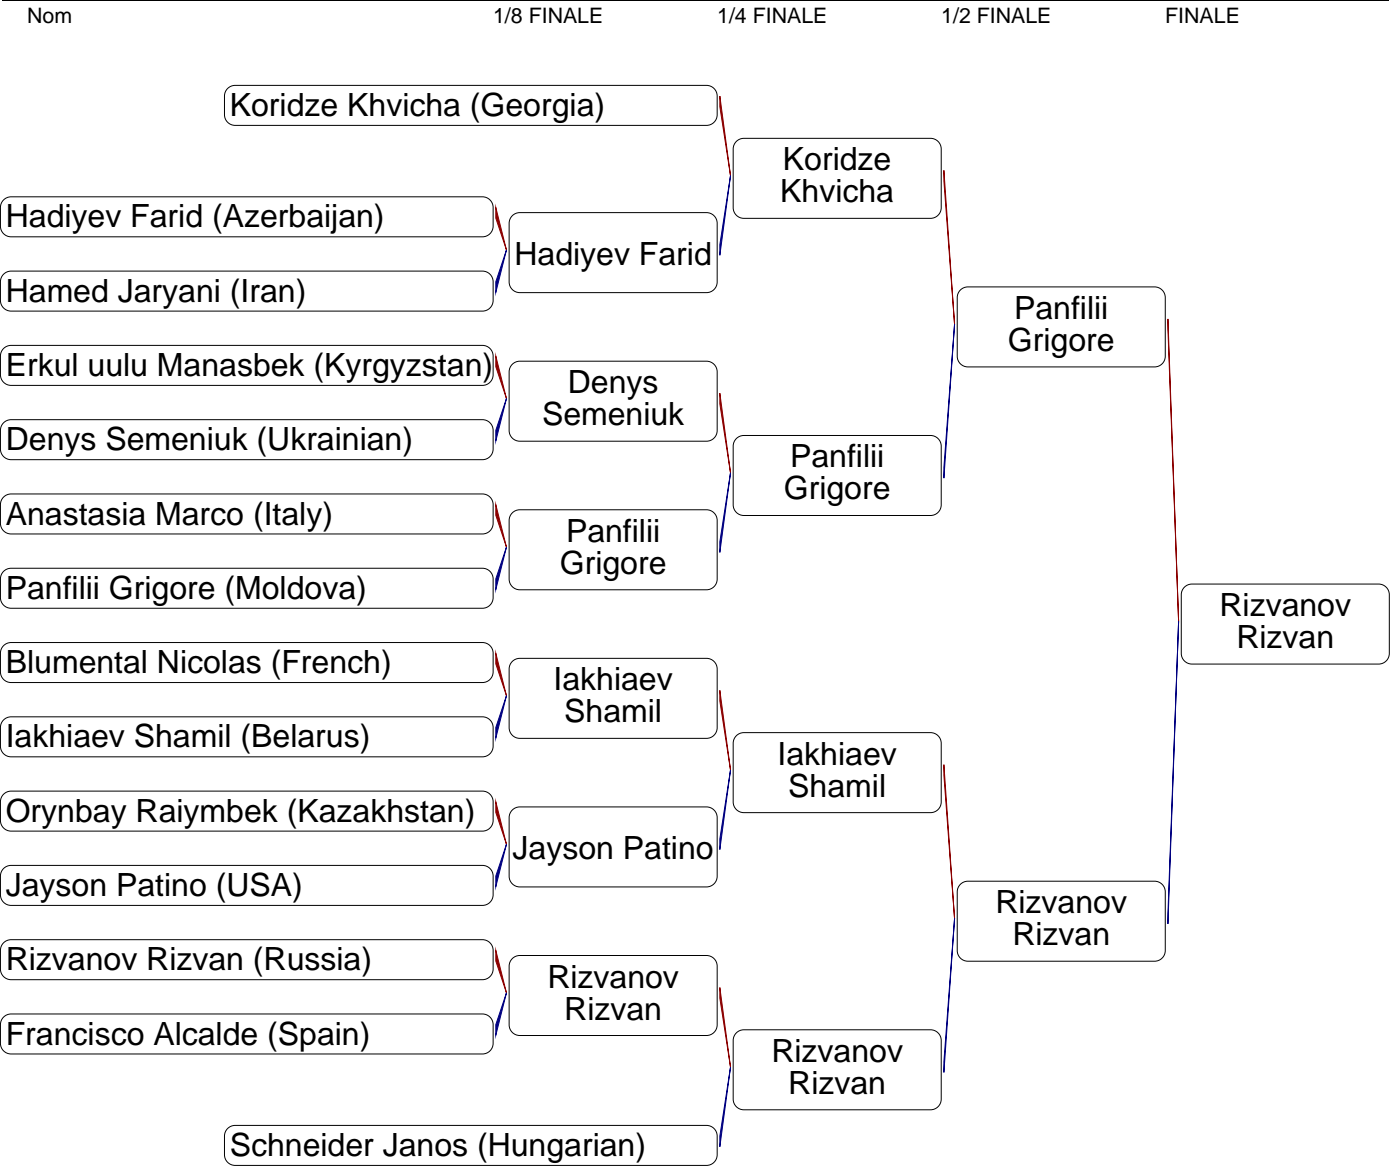 Nom 1/8 FINALE 1/4 FINALE 1/2 FINALE FINALE
Koridze Khvicha (Georgia)
Koridze
Khvicha
Hadiyev Farid (Azerbaijan)
Hadiyev Farid
Hamed Jaryani (Iran)
Panfilii
Grigore
Erkul uulu Manasbek (Kyrgyzstan)
Denys
Semeniuk
Denys Semeniuk (Ukrainian)
Panfilii
Grigore
Anastasia Marco (Italy)
Panfilii
Grigore
Panfilii Grigore (Moldova)
Rizvanov
Rizvan
Blumental Nicolas (French)
Iakhiaev
Shamil
Iakhiaev Shamil (Belarus)
Iakhiaev
Shamil
Orynbay Raiymbek (Kazakhstan)
Jayson Patino
Jayson Patino (USA)
Rizvanov
Rizvan
Rizvanov Rizvan (Russia)
Rizvanov
Rizvan
Francisco Alcalde (Spain)
Rizvanov
Rizvan
Schneider Janos (Hungarian)